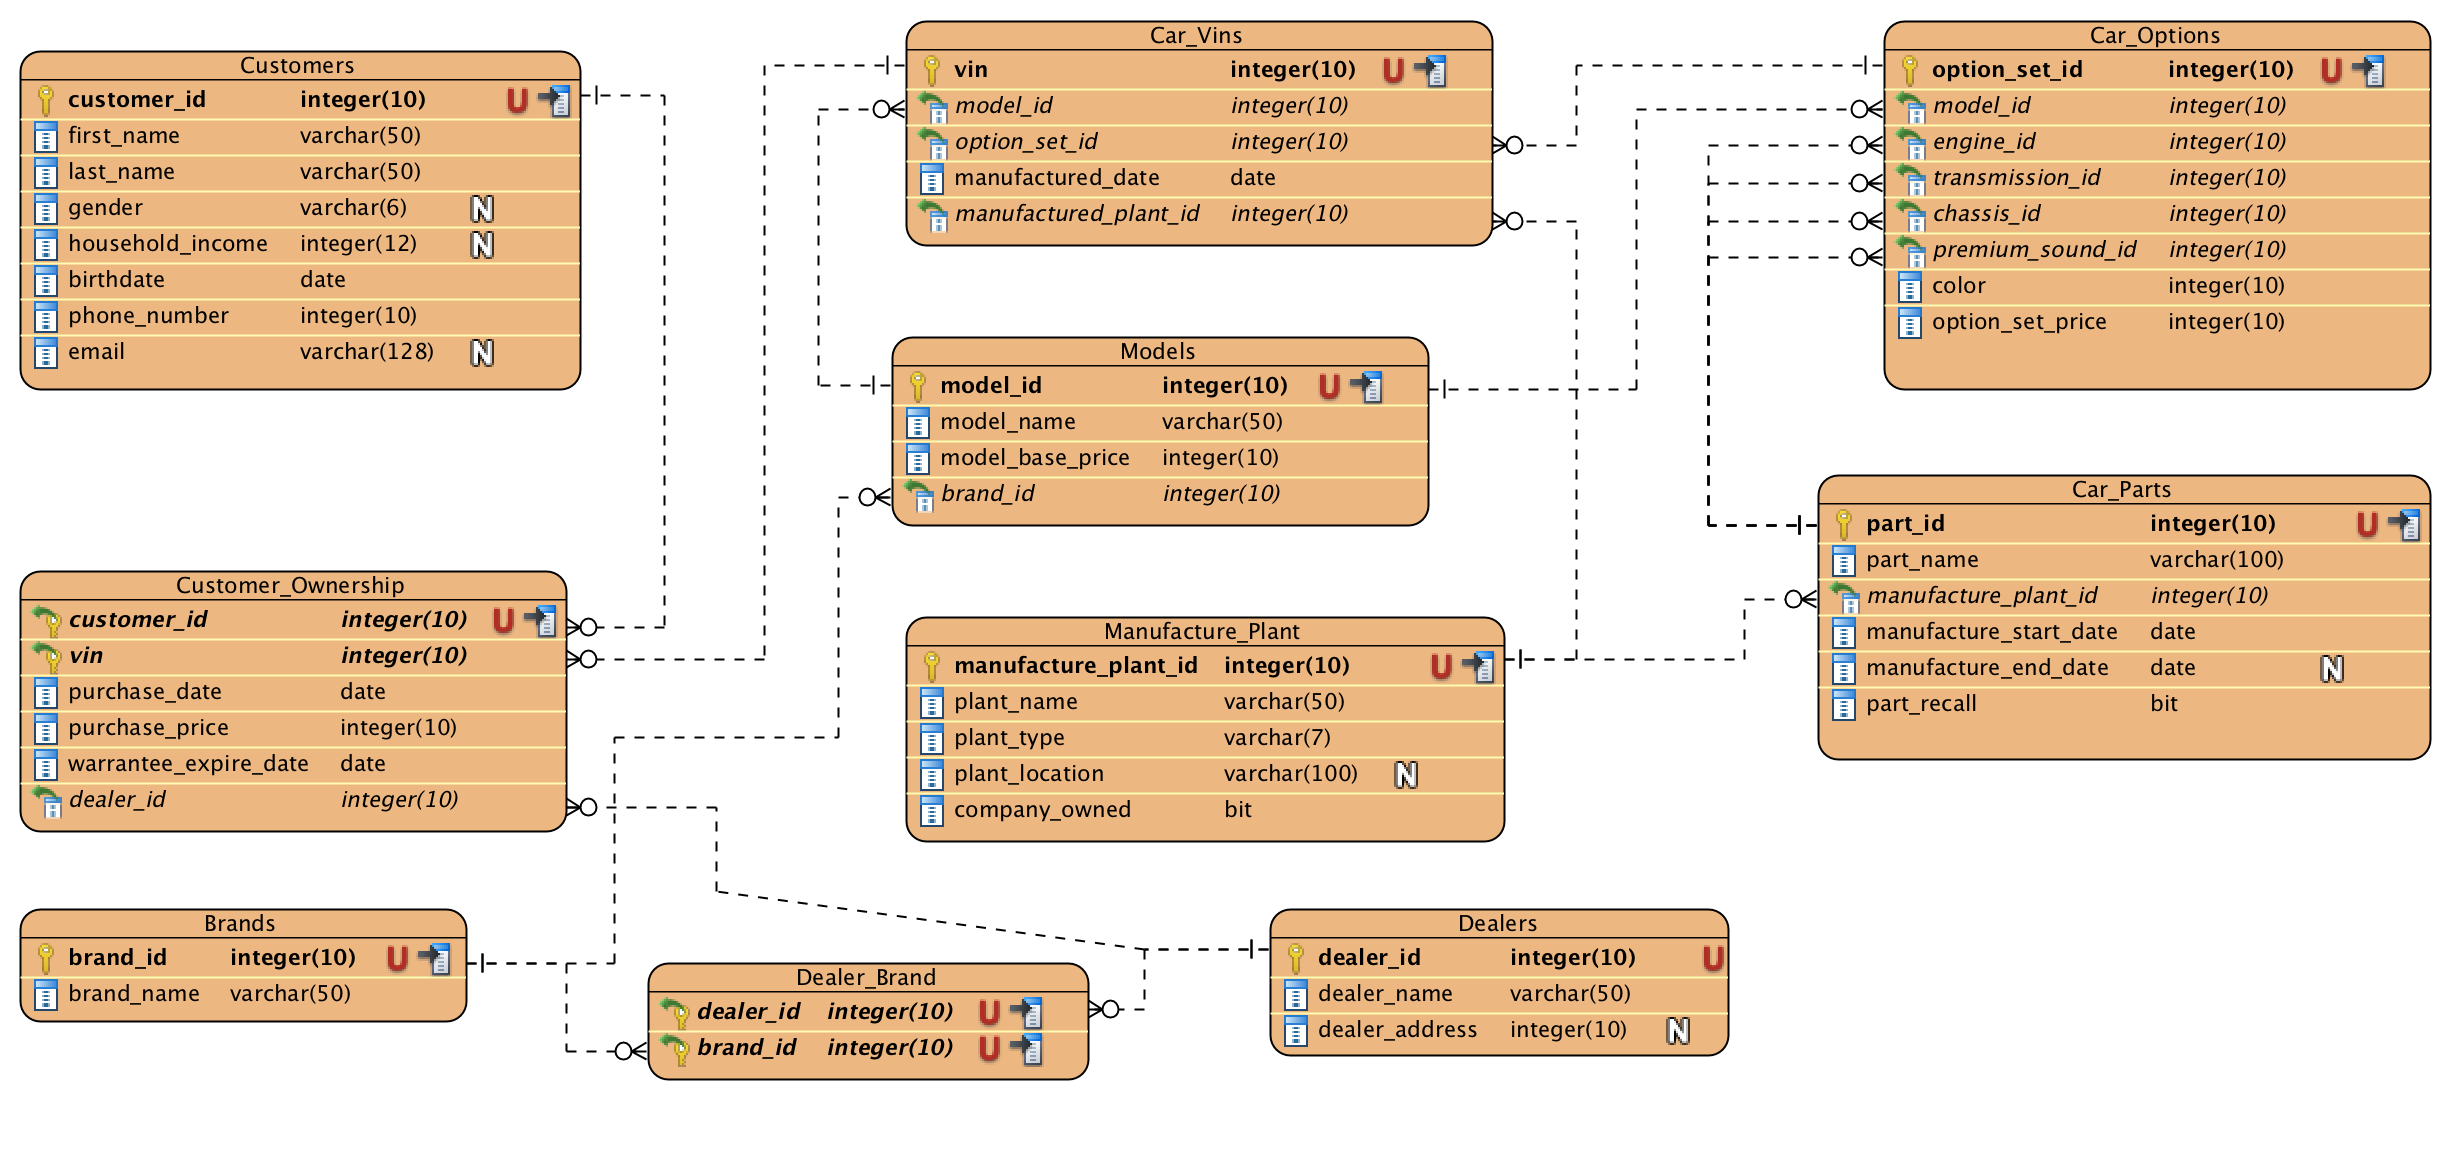 Customers
customer_id integer(10) U
first_name varchar(50)
last_name varchar(50)
gender varchar(6) N
household_income integer(12) N
birthdate date
phone_number integer(10)
email varchar(128) N
Car_Vins
vin integer(10) U
model_id integer(10)
option_set_id integer(10)
manufactured_date date
manufactured_plant_id integer(10)
Car_Options
option_set_id integer(10) U
model_id integer(10)
engine_id integer(10)
transmission_id integer(10)
chassis_id integer(10)
premium_sound_id integer(10)
color integer(10)
option_set_price integer(10)
Models
model_id integer(10) U
model_name varchar(50)
model_base_price integer(10)
brand_id integer(10)
Car_Parts
part_id integer(10) U
part_name varchar(100)
manufacture_plant_id integer(10)
manufacture_start_date date
manufacture_end_date date N
part_recall bit
Customer_Ownership
customer_id integer(10) U
vin integer(10)
purchase_date date
purchase_price integer(10)
warrantee_expire_date date
dealer_id integer(10)
Manufacture_Plant
manufacture_plant_id integer(10) U
plant_name varchar(50)
plant_type varchar(7)
plant_location varchar(100) N
company_owned bit
Brands
brand_id integer(10) U
brand_name varchar(50)
Dealer_Brand
dealer_id integer(10) U
brand_id integer(10) U
Dealers
dealer_id integer(10) U
dealer_name varchar(50)
dealer_address integer(10) N